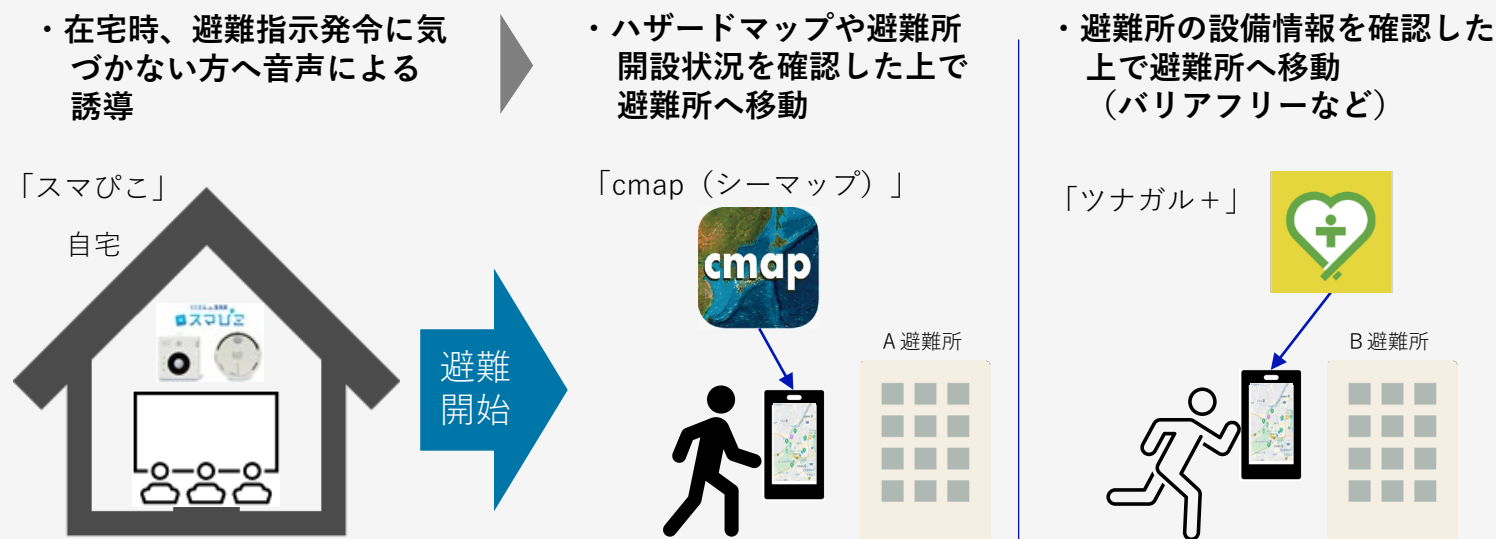 ・在宅時、避難指示発令に気
づかない方へ音声による
誘導
・ハザードマップや避難所
開設状況を確認した上で
避難所へ移動
・避難所の設備情報を確認した
上で避難所へ移動
（バリアフリーなど）
「スマぴこ」
自宅
スマぴこ
避難
開始
「cmap（シーマップ）」
cmap
A避難所
「ツナガル＋」
B避難所